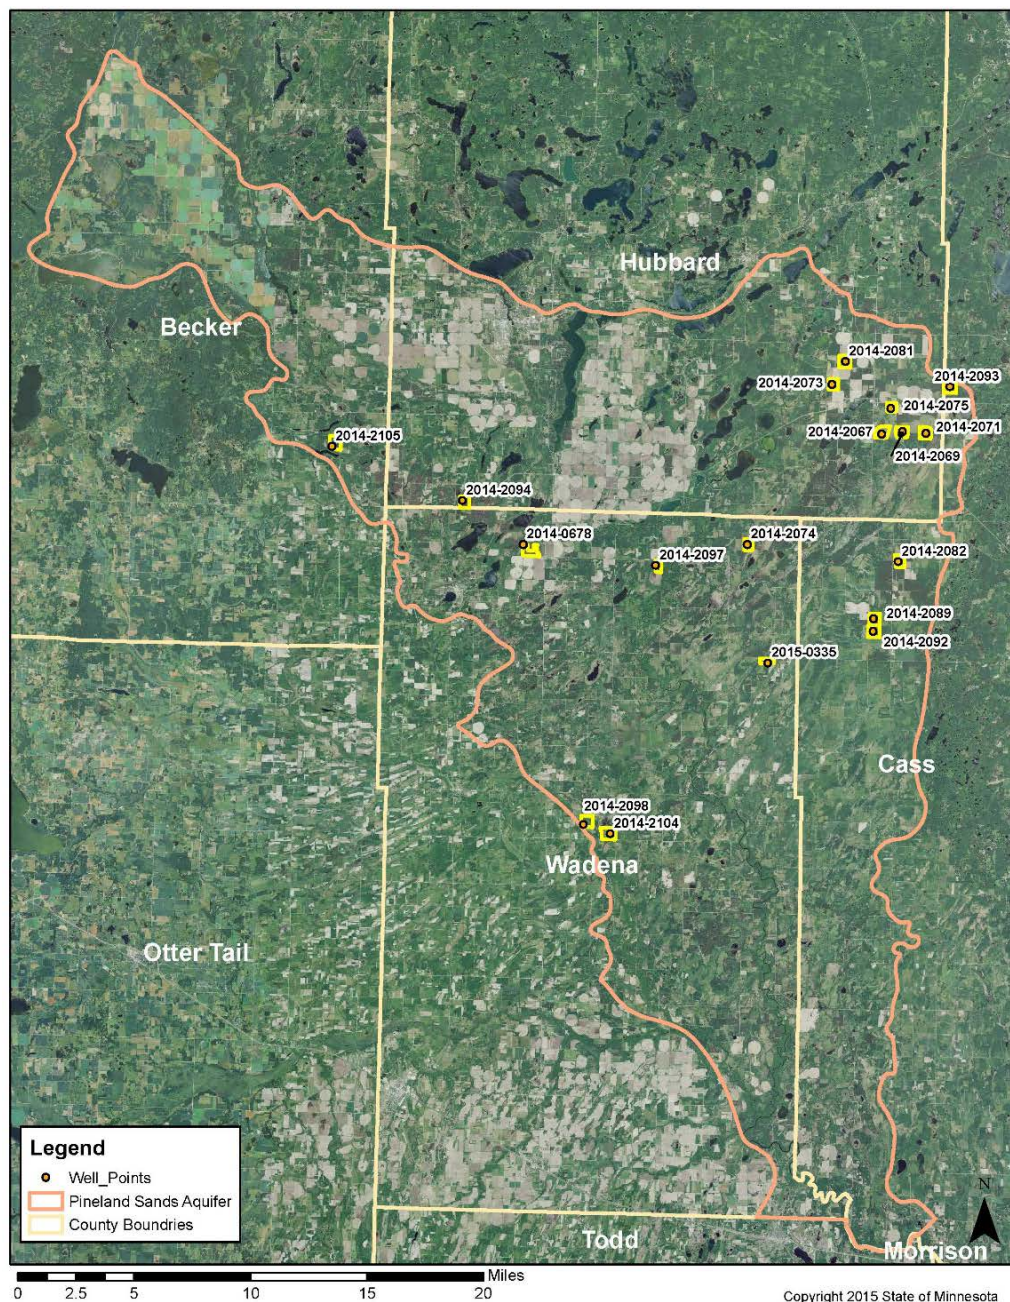 Hubbard
Becker
2014-2081
2014-2073
2014-2093
2014-2075
2014-2067
2014-2071
2014-2069
2014-2105
2014-2094
2014-0678
2014-2074
2014-2097
2014-2082
2014-2089
2014-2092
2015-0335
Cass
2014-2098
2014-2104
Wadena
Otter Tail
Legend
Well_Points
Pineland Sands Aquifer
County Boundries
N
Todd
Morrison
Miles
0 2.5 5 10 15 20
Copyright 2015 State of Minnesota